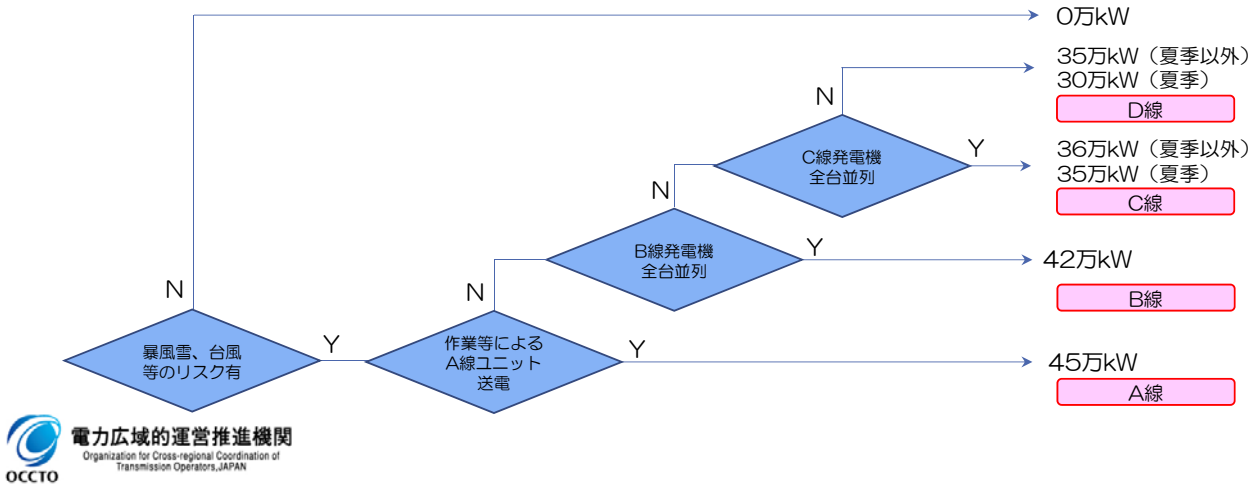 0万kW
35万kW（夏季以外）
30万kW（夏季）
D線
N
C線発電機
全台並列
Y
36万kW（夏季以外）
35万kW（夏季）
C線
N
B線発電機
全台並列
Y
42万kW
B線
N
暴風雪、台風
等のリスク有
Y
N
作業等による
A線ユニット
送電
Y
45万kW
A線
電力広域的運営推進機関
Organization for Cross-regional Coordination of
Transmission Operators,JAPAN
OCCTO